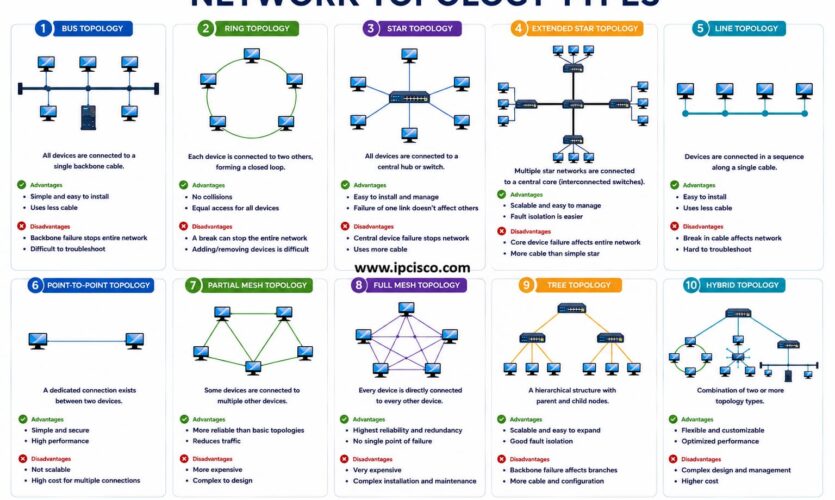 NETWORK TOPOLOGY TYPES
1 BUS TOPOLOGY
All devices are connected to a
single backbone cable.
Advantages
• Simple and easy to install
• Uses less cable
Disadvantages
• Backbone failure stops entire network
• Difficult to troubleshoot
2 RING TOPOLOGY
Each device is connected to two others,
forming a closed loop.
Advantages
• No collisions
• Equal access for all devices
Disadvantages
• A break can stop the entire network
• Adding/removing devices is difficult
3 STAR TOPOLOGY
All devices are connected to a
central hub or switch.
Advantages
• Easy to install and manage
• Failure of one link doesn't affect others
Disadvantages
• Central device failure stops network
• Uses more cable
4 EXTENDED STAR TOPOLOGY
Multiple star networks are connected
to a central core (interconnected switches).
Advantages
• Scalable and easy to manage
• Fault isolation is easier
Disadvantages
• Core device failure affects entire network
• More cable than simple star
5 LINE TOPOLOGY
Devices are connected in a sequence
along a single cable.
Advantages
• Easy to install
• Uses less cable
Disadvantages
• Break in cable affects network
• Hard to troubleshoot
www.ipcisco.com
6 POINT-TO-POINT TOPOLOGY
A dedicated connection exists
between two devices.
Advantages
• Simple and secure
• High performance
Disadvantages
• Not scalable
• High cost for multiple connections
7 PARTIAL MESH TOPOLOGY
Some devices are connected to
multiple other devices.
Advantages
• More reliable than basic topologies
• Reduces traffic
Disadvantages
• More expensive
• Complex to design
8 FULL MESH TOPOLOGY
Every device is directly connected
to every other device.
Advantages
• Highest reliability and redundancy
• No single point of failure
Disadvantages
• Very expensive
• Complex installation and maintenance
9 TREE TOPOLOGY
A hierarchical structure with
parent and child nodes.
Advantages
• Scalable and easy to expand
• Good fault isolation
Disadvantages
• Backbone failure affects branches
• More cable and configuration
10 HYBRID TOPOLOGY
Combination of two or more
topology types.
Advantages
• Flexible and customizable
• Optimized performance
Disadvantages
• Complex design and management
• Higher cost